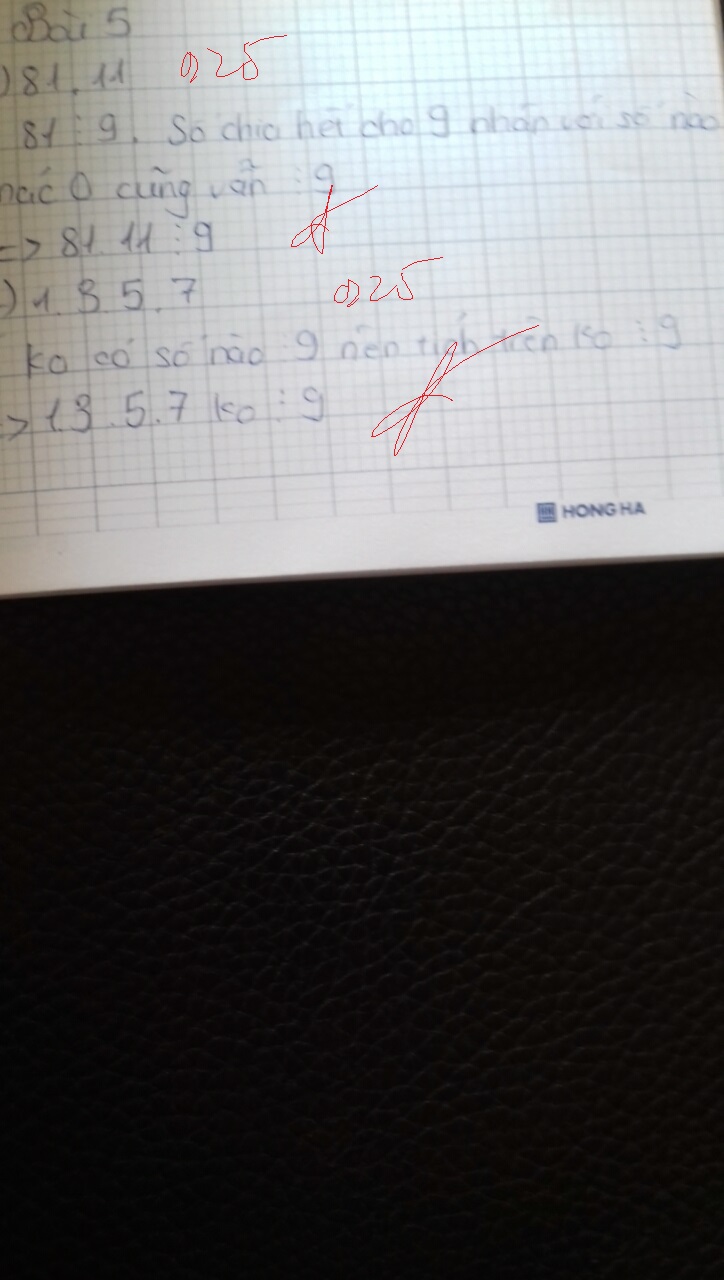 Bài 5
) 81.11 0,25
81 ⋮ 9. Số chia hết cho 9 nhân với số nào
hác 0 cũng vẫn ⋮ 9
=> 81.11 ⋮ 9
) 1.3.5.7 0,25
Ko có số nào ⋮ 9 nên tích trên ko ⋮ 9
=> 1.3.5.7 ko ⋮ 9
HONG HA